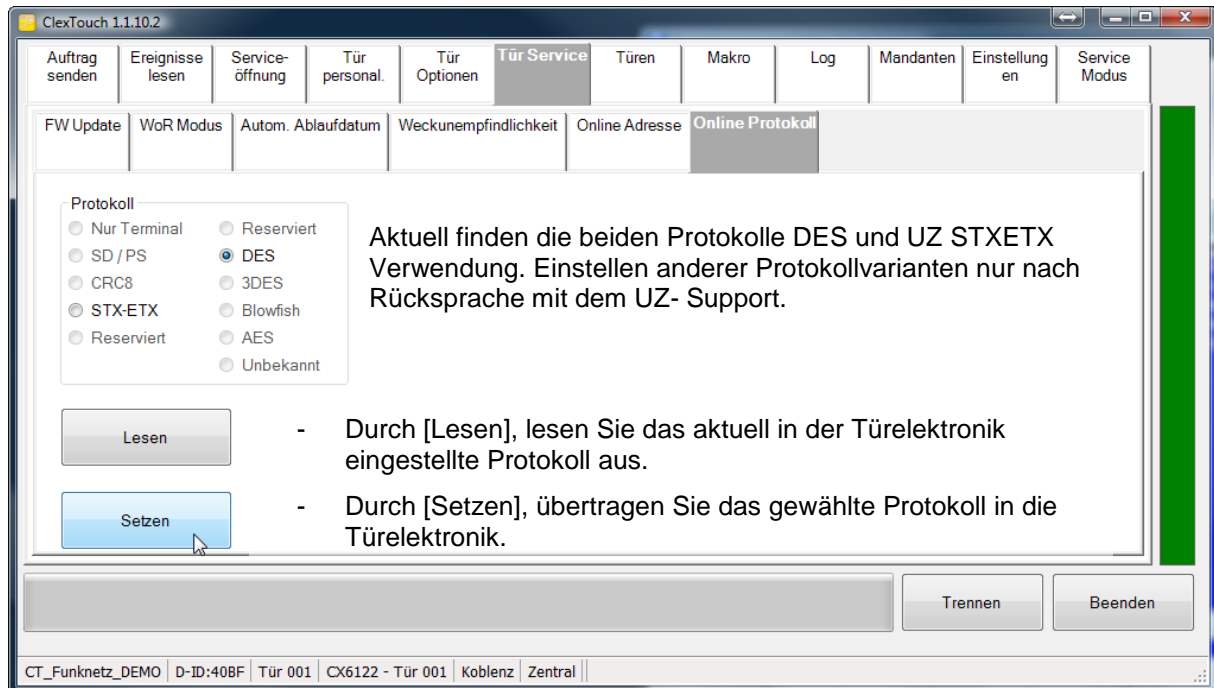 ClexTouch 1.1.10.2
Auftrag senden
Ereignisse lesen
Service-öffnung
Tür personal.
Tür Optionen
Tür Service
Türen
Makro
Log
Mandanten
Einstellung en
Service Modus
FW Update
WoR Modus
Autom. Ablaufdatum
Weckunempfindlichkeit
Online Adresse
Online Protokoll
Protokoll
Nur Terminal
SD / PS
CRC8
STX-ETX
Reserviert
Reserviert
DES
3DES
Blowfish
AES
Unbekannt
Aktuell finden die beiden Protokolle DES und UZ STXETX
Verwendung. Einstellen anderer Protokollvarianten nur nach
Rücksprache mit dem UZ- Support.
Lesen
- Durch [Lesen], lesen Sie das aktuell in der Türelektronik
eingestellte Protokoll aus.
Setzen
- Durch [Setzen], übertragen Sie das gewählte Protokoll in die
Türelektronik.
Trennen
Beenden
CT_Funknetz_DEMO
D-ID:40BF
Tür 001
CX6122 - Tür 001
Koblenz
Zentral